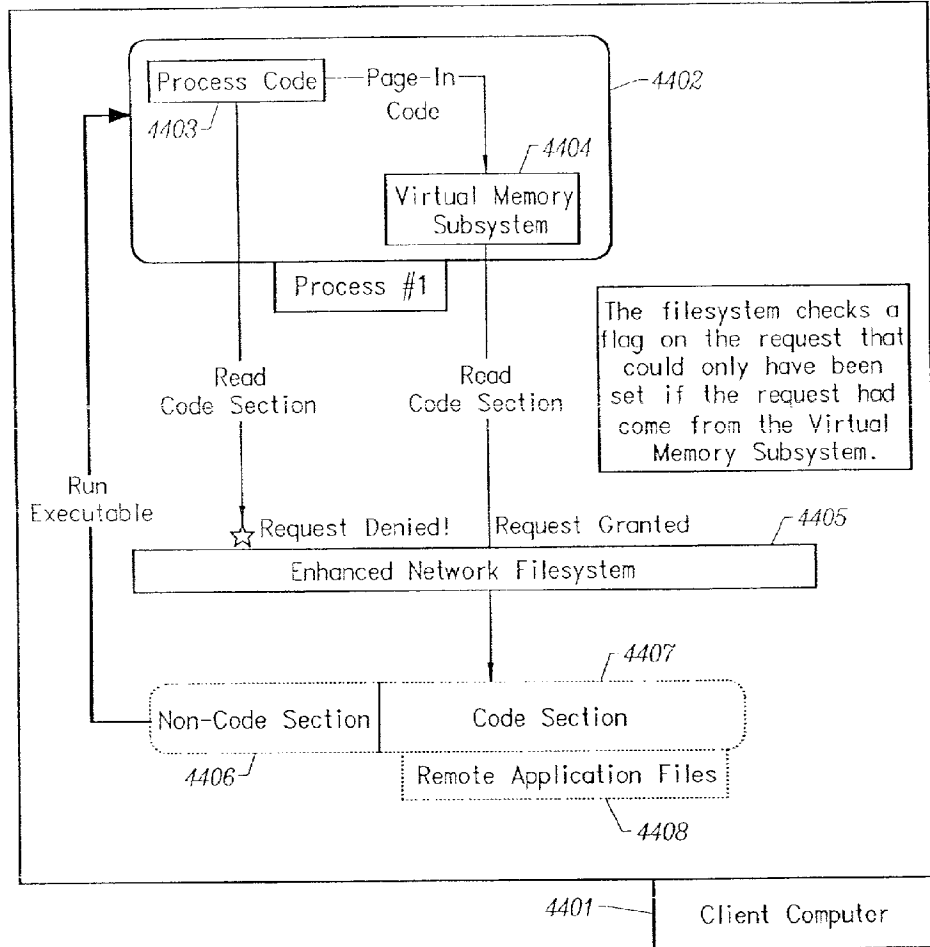 Process Code
Page-In
Code
4402
4403
4404
Virtual Memory
Subsystem
Process #1
The filesystem checks a
flag on the request that
could only have been
set if the request had
come from the Virtual
Memory Subsystem.
Read
Code Section
Read
Code Section
Run
Executable
Request Denied!
Request Granted
4405
Enhanced Network Filesystem
4407
Non-Code Section
Code Section
4406
Remote Application Files
4408
4401
Client Computer